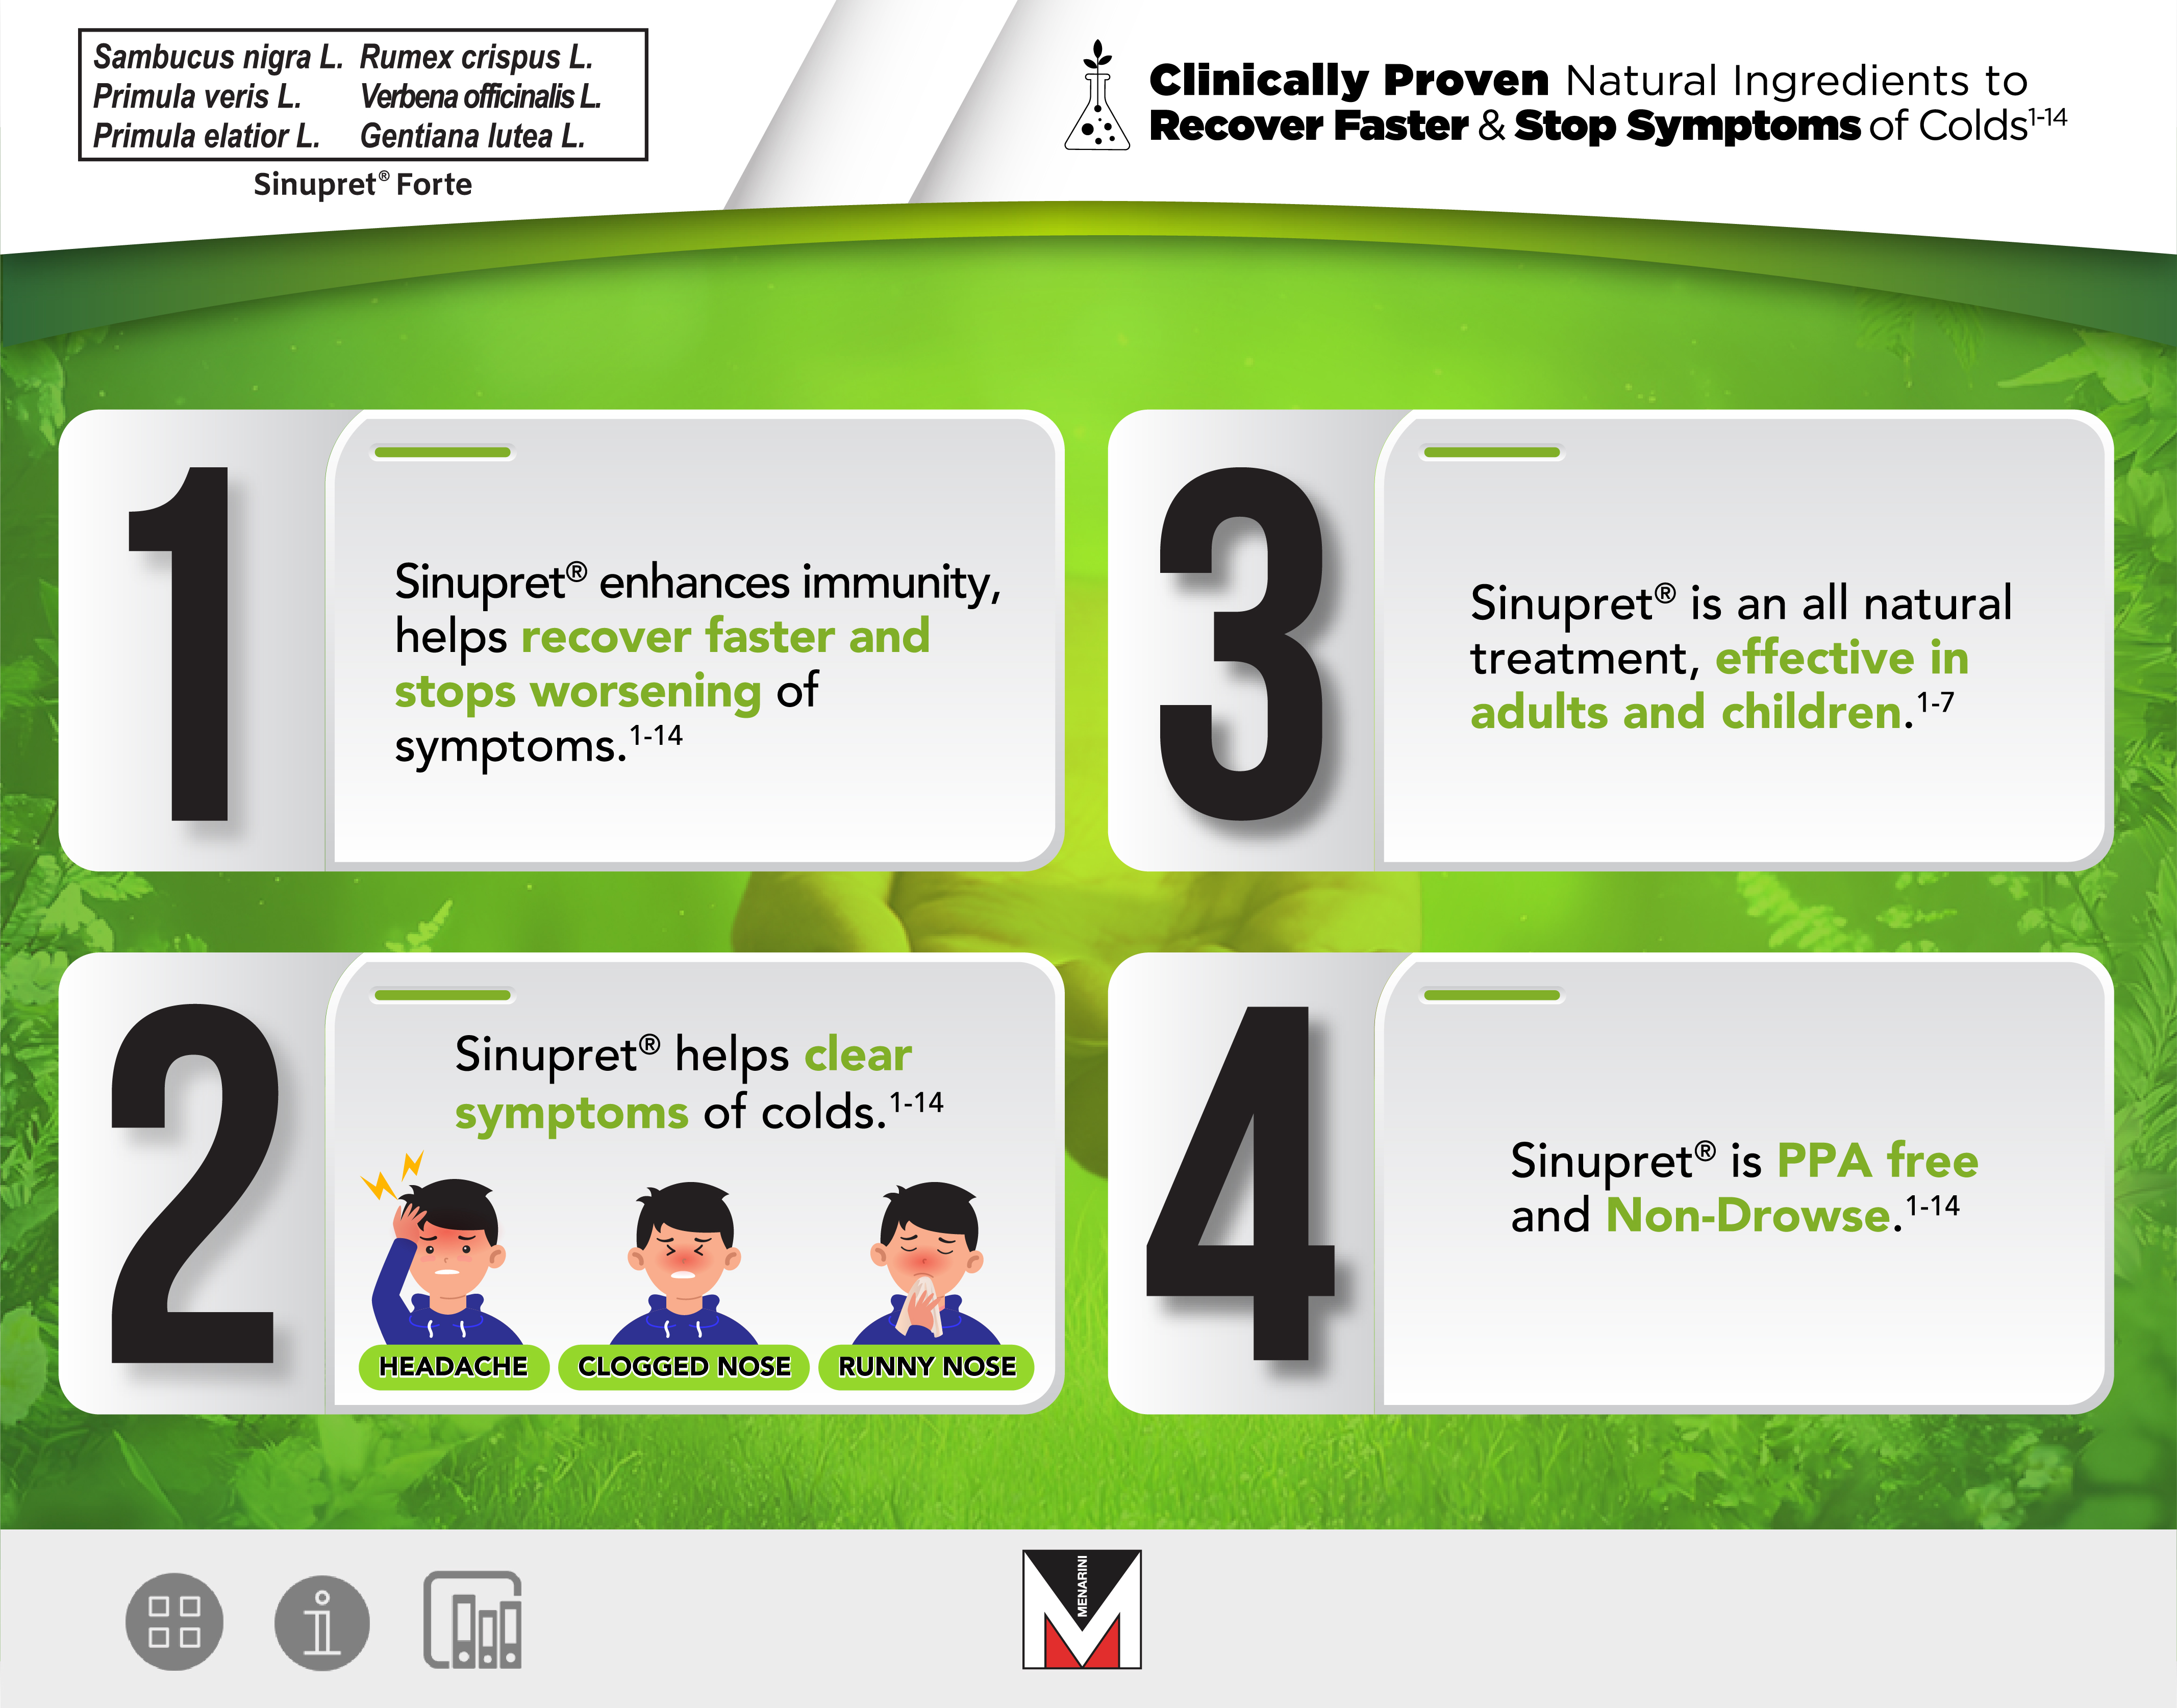 Sambucus nigra L. Rumex crispus L.
Primula veris L. Verbena officinalis L.
Primula elatior L. Gentiana lutea L.
Sinupret® Forte
Clinically Proven Natural Ingredients to
Recover Faster & Stop Symptoms of Colds1-14
1
Sinupret® enhances immunity,
helps recover faster and
stops worsening of
symptoms.1-14
2
Sinupret® helps clear
symptoms of colds.1-14
HEADACHE
CLOGGED NOSE
RUNNY NOSE
3
Sinupret® is an all natural
treatment, effective in
adults and children.1-7
4
Sinupret® is PPA free
and Non-Drowse.1-14
MENARINI